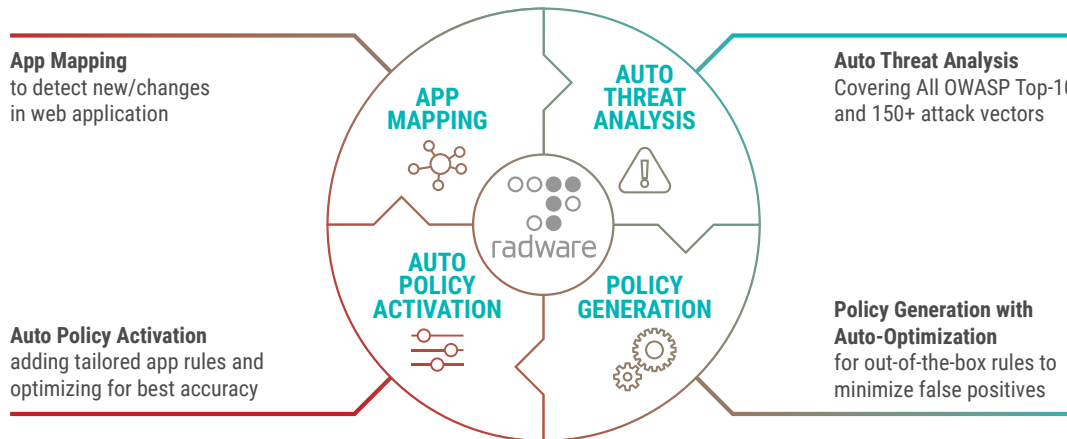 App Mapping
to detect new/changes
in web application
APP
MAPPING
AUTO
THREAT
ANALYSIS
Auto Threat Analysis
Covering All OWASP Top-10
and 150+ attack vectors
radware
AUTO
POLICY
ACTIVATION
POLICY
GENERATION
Auto Policy Activation
adding tailored app rules and
optimizing for best accuracy
Policy Generation with
Auto-Optimization
for out-of-the-box rules to
minimize false positives